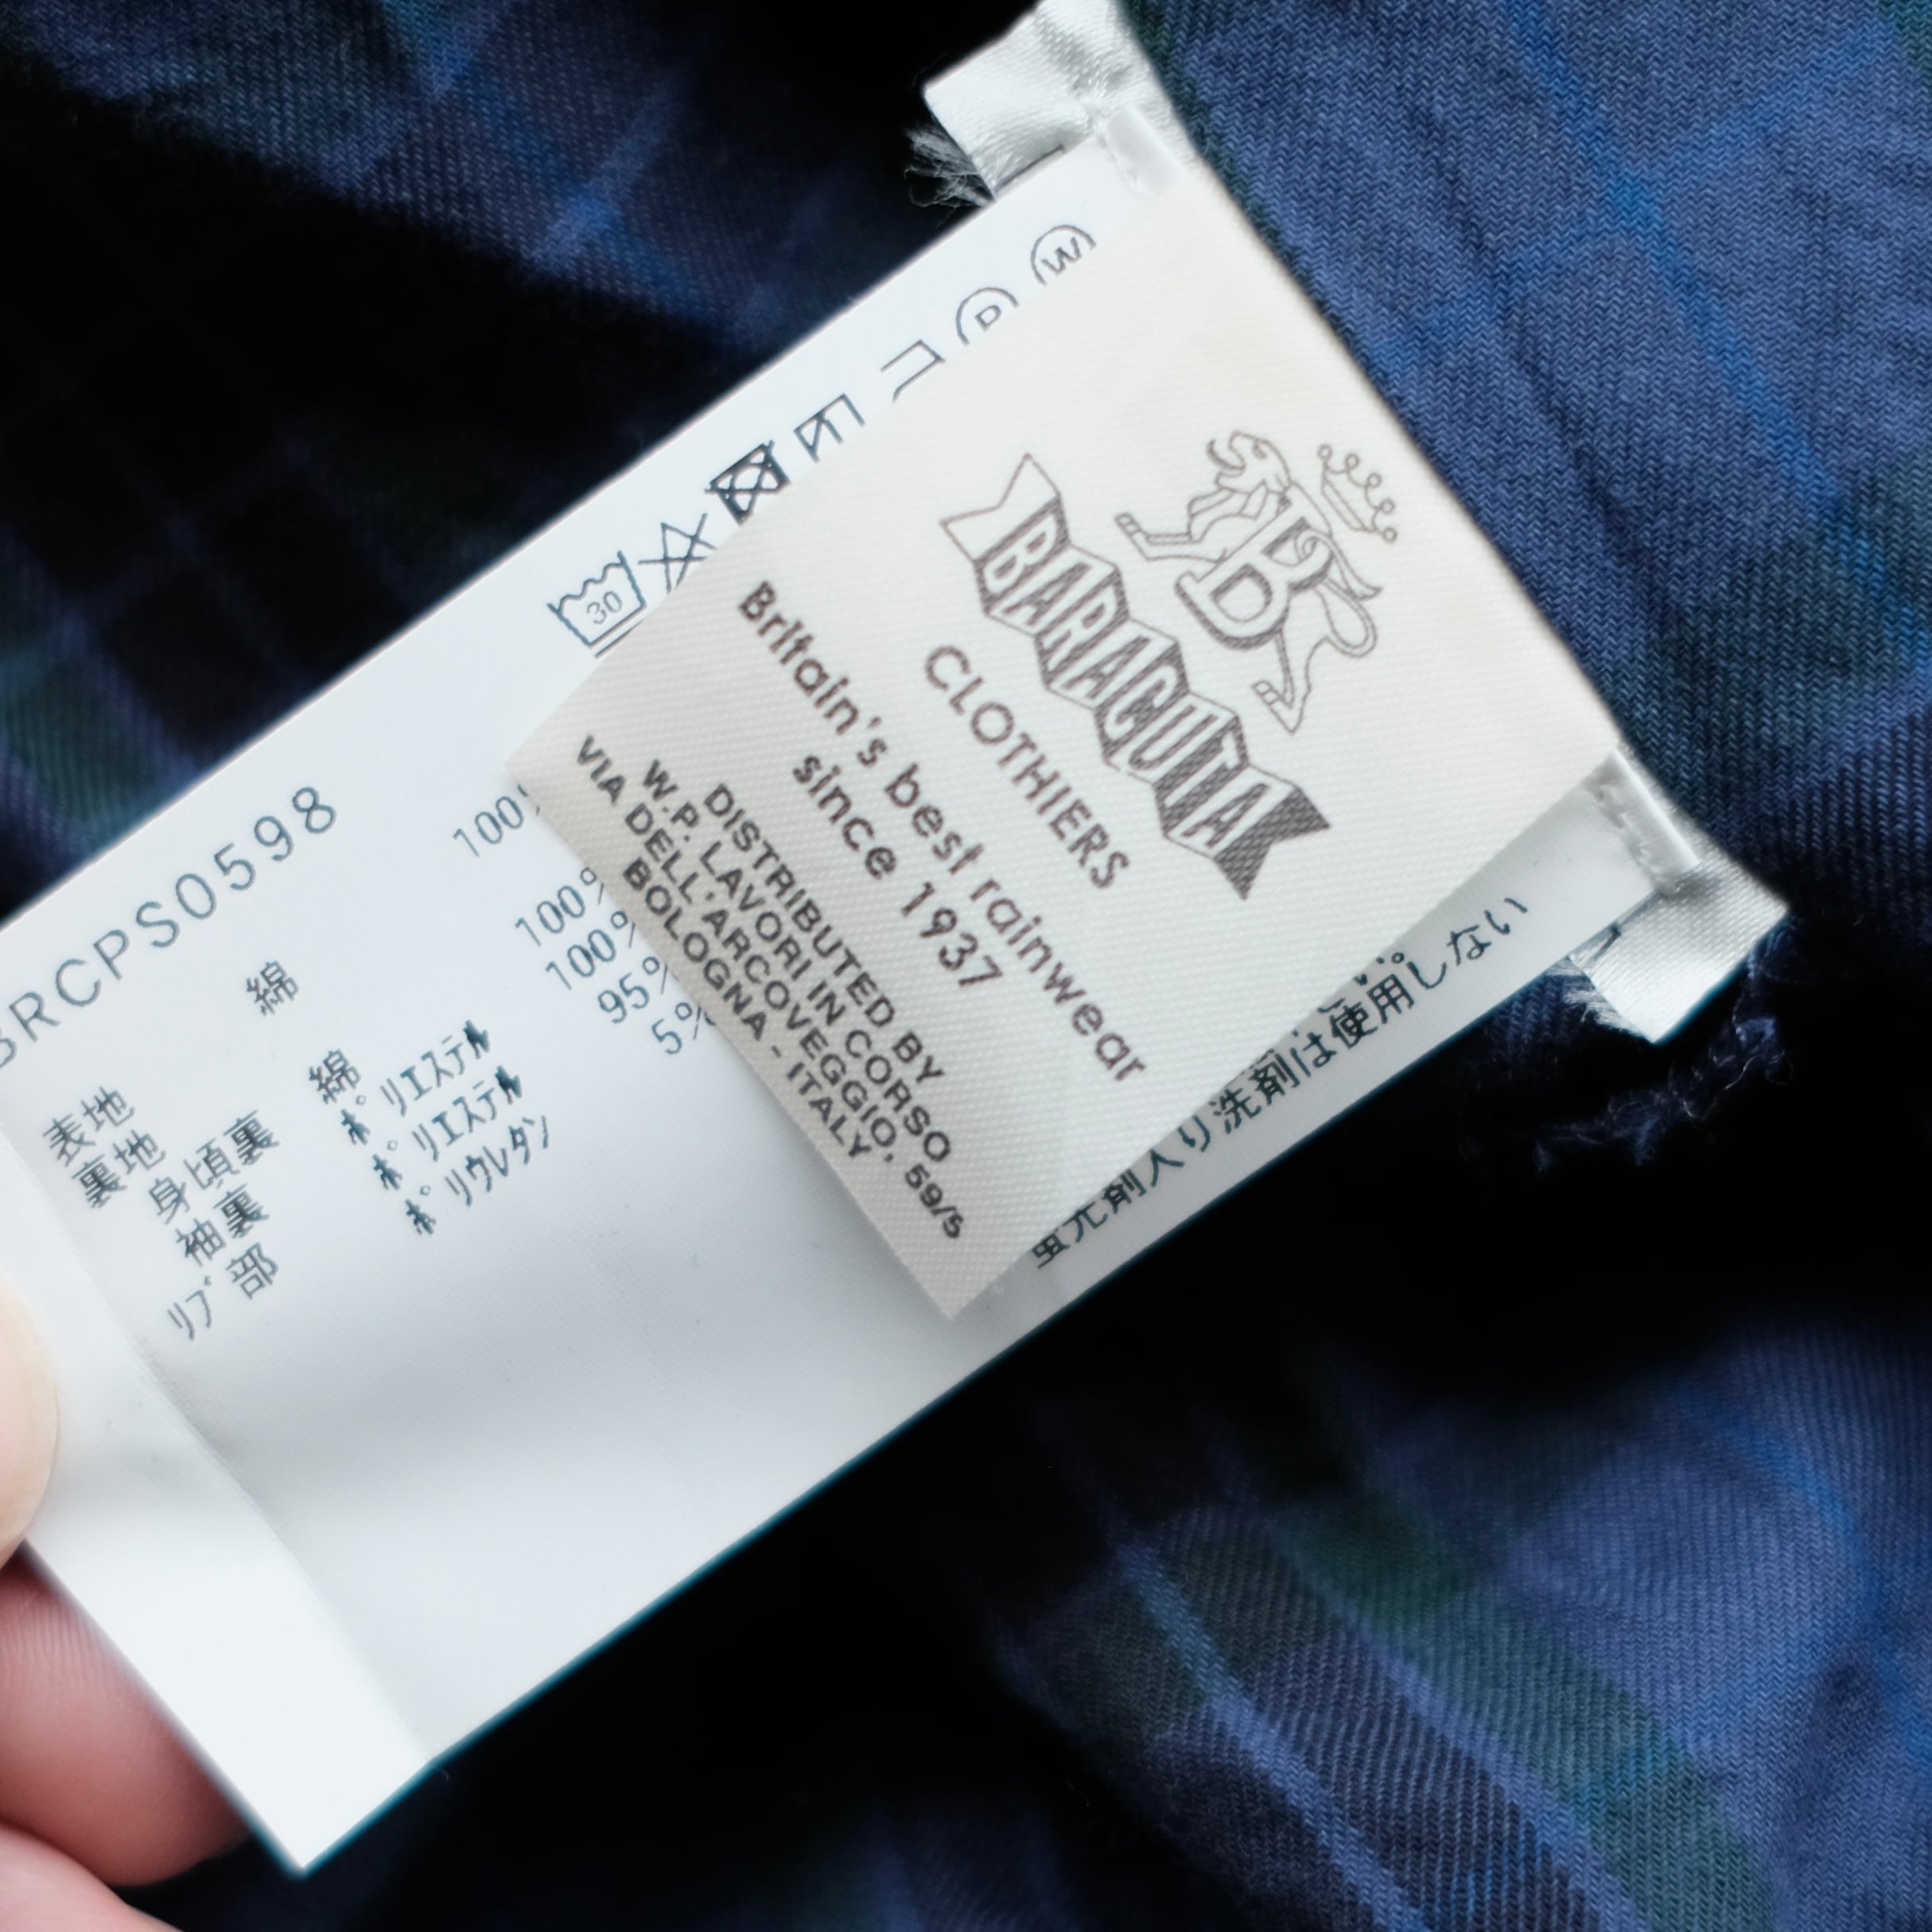 BARACUTA
CLOTHIERS
Britain's best rainwear
since 1937
DISTRIBUTED BY
W.P. LAVORI IN CORSO
VIA DELL'ARCOVEGGIO, 59/5
BOLOGNA - ITALY
BRCPS0598
表地 綿 100%
裏地
身頃裏 綿 100%
袖裏 ポリエステル 100%
リブ部 ポリエステル 95%
ポリウレタン 5%
30
P
W
蛍光剤入り洗剤は使用しない